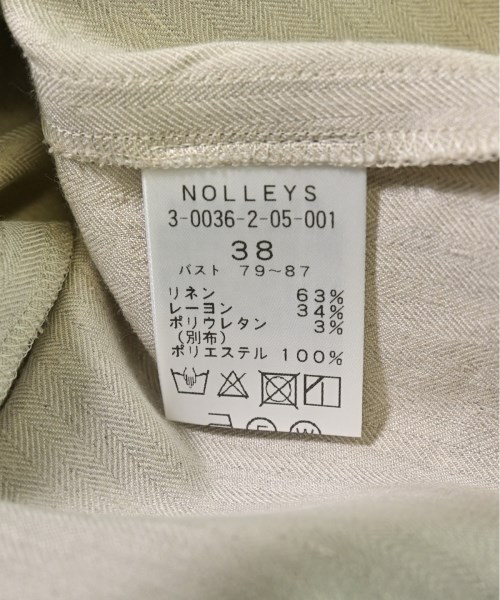 NOLLEYS
3-0036-2-05-001
38
バスト 79～87
リネン 63%
レーヨン 34%
ポリウレタン 3%
(別布)
ポリエステル 100%